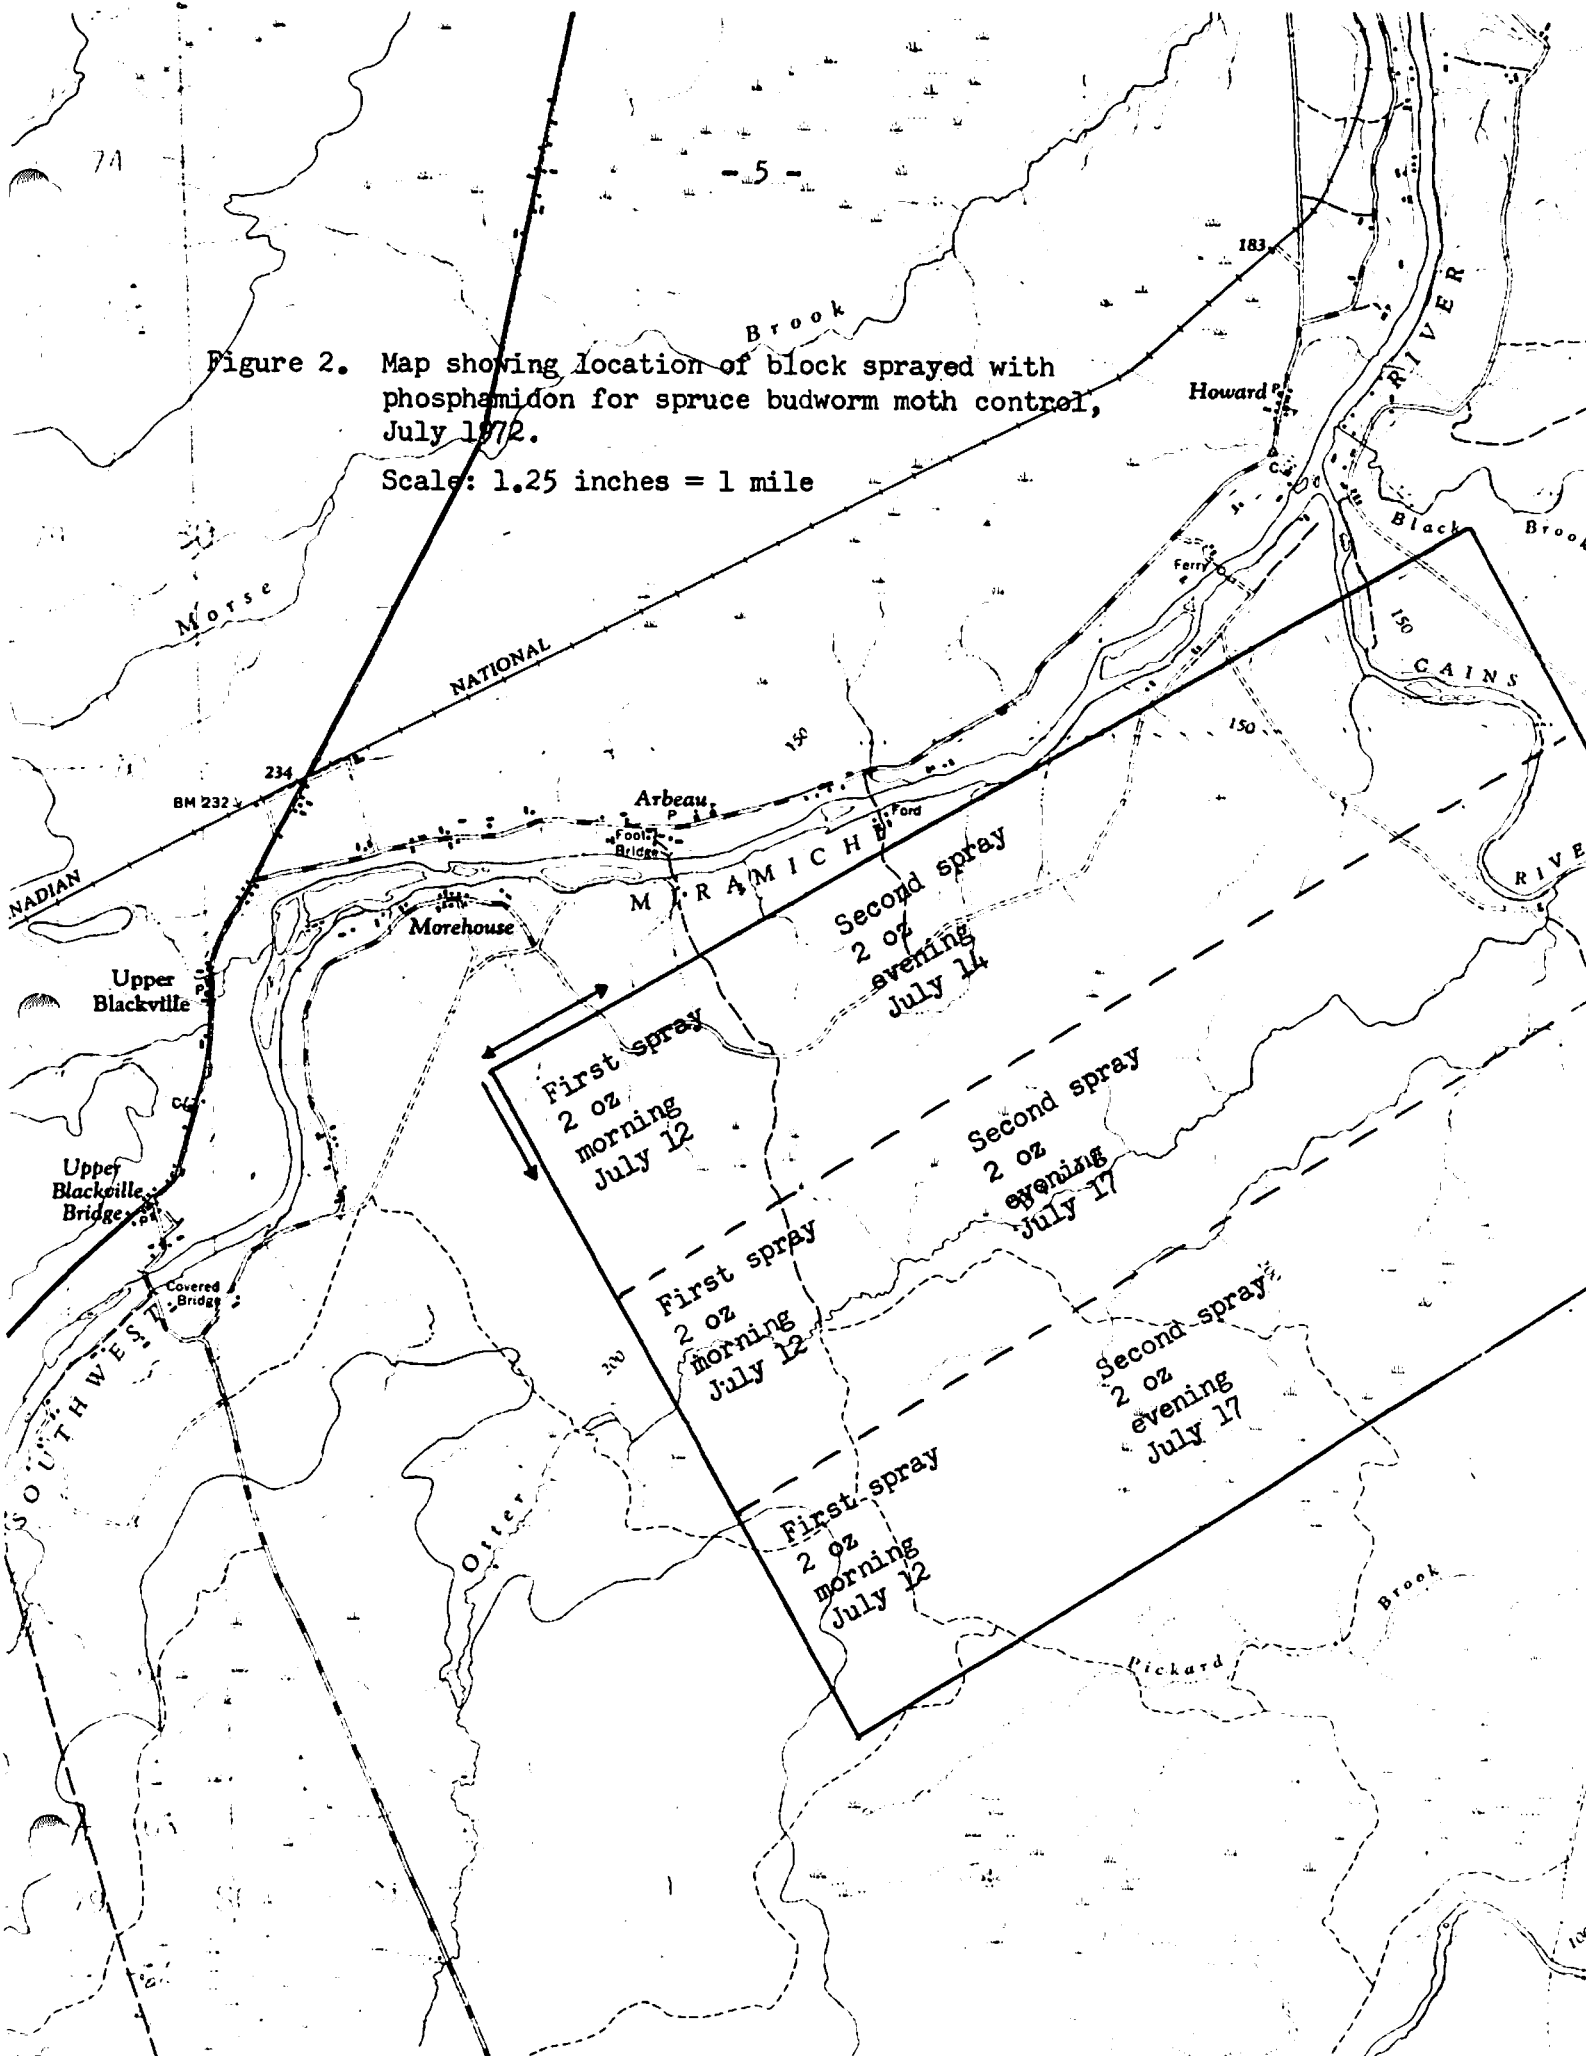 - 5 -
74
183
RIVER
Brook
Figure 2. Map showing location of block sprayed with
phosphamidon for spruce budworm moth control,
July 1972.
Scale: 1.25 inches = 1 mile
Howard P
C
Black Brook
Ferry
Morse
NATIONAL
150
CAINS
150
150
234
BM 232
Arbeau
P
Foot
Bridge
Ford
NADIAN
MIRAMICHI
RIVE
Morehouse
Upper
Blackville
P
Second spray
2 oz
evening
July 14
First spray
2 oz
morning
July 12
Second spray
2 oz
evening
July 17
Upper
Blackville
Bridge
P
First spray
2 oz
morning
July 12
Covered
Bridge
SOUTHWEST
200
Second spray
2 oz
evening
July 17
First spray
2 oz
morning
July 12
Otter
Pickard Brook